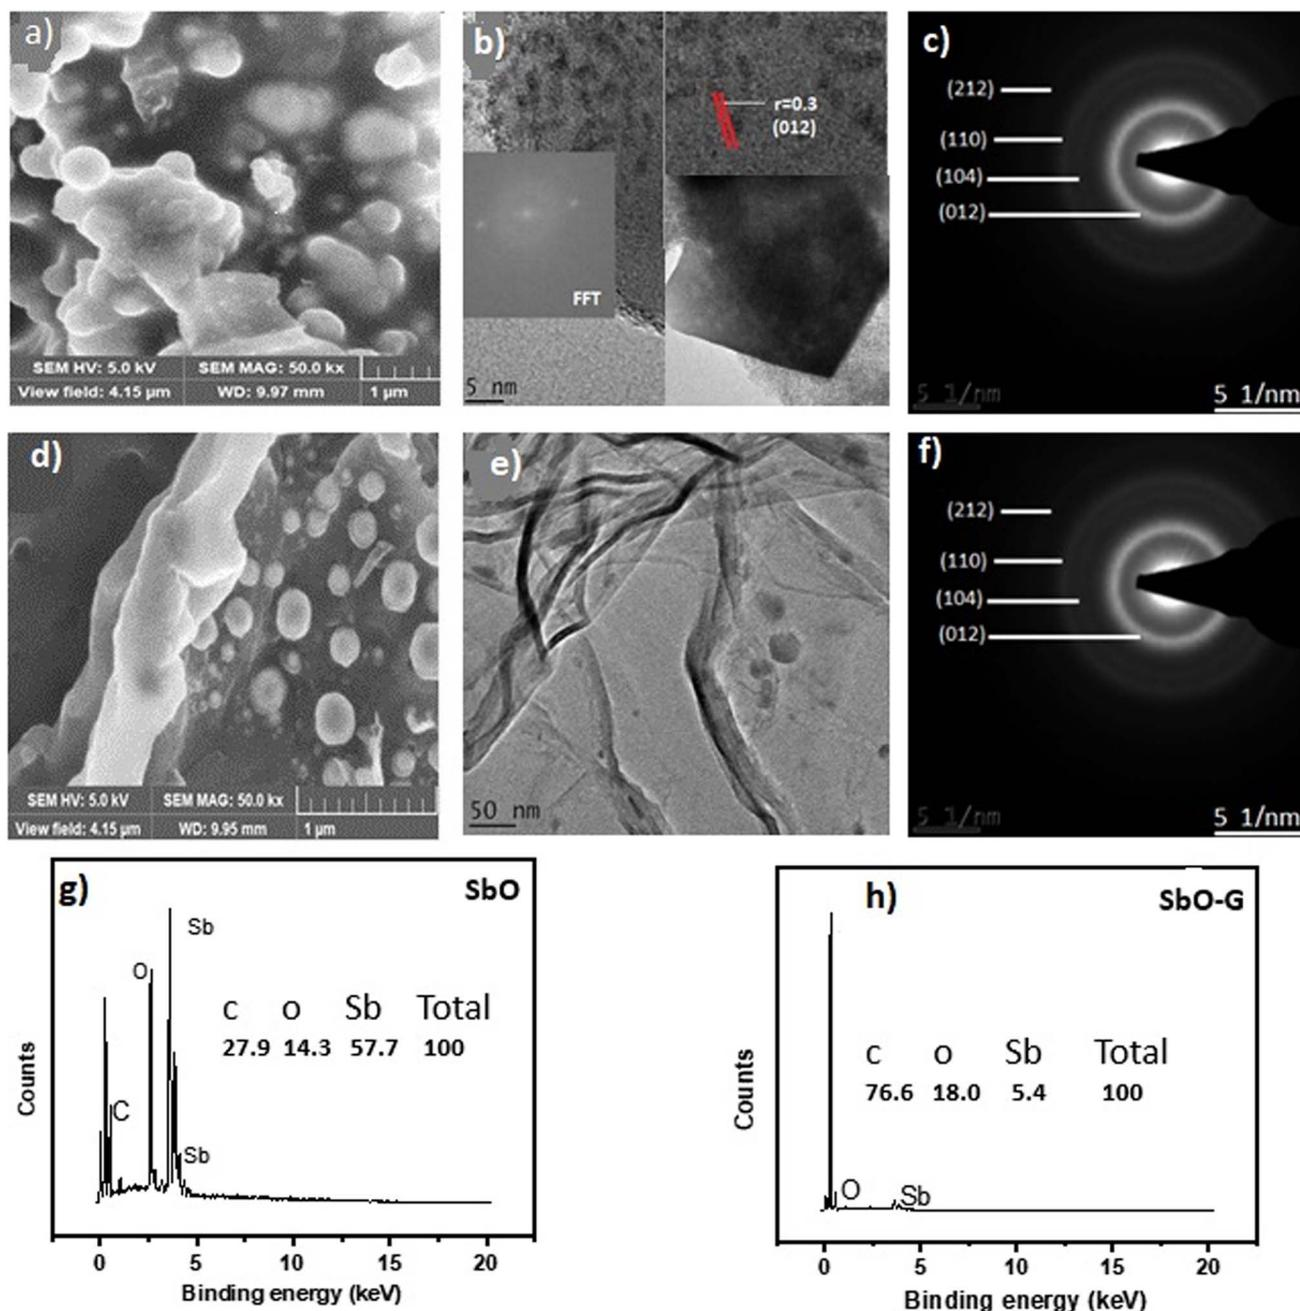 a)
SEM HV: 5.0 kV SEM MAG: 50.0 kx
View field: 4.15 µm WD: 9.97 mm 1 µm
b)
r=0.3
(012)
FFT
5 nm
c)
(212)
(110)
(104)
(012)
5 1/nm 5 1/nm
d)
SEM HV: 5.0 kV SEM MAG: 50.0 kx
View field: 4.15 µm WD: 9.95 mm 1 µm
e)
50 nm
f)
(212)
(110)
(104)
(012)
5 1/nm 5 1/nm
g) SbO
Sb
O
c o Sb Total
27.9 14.3 57.7 100
C
Sb
Counts
0 5 10 15 20
Binding energy (keV)
h) SbO-G
c o Sb Total
76.6 18.0 5.4 100
O Sb
Counts
0 5 10 15 20
Binding energy (keV)